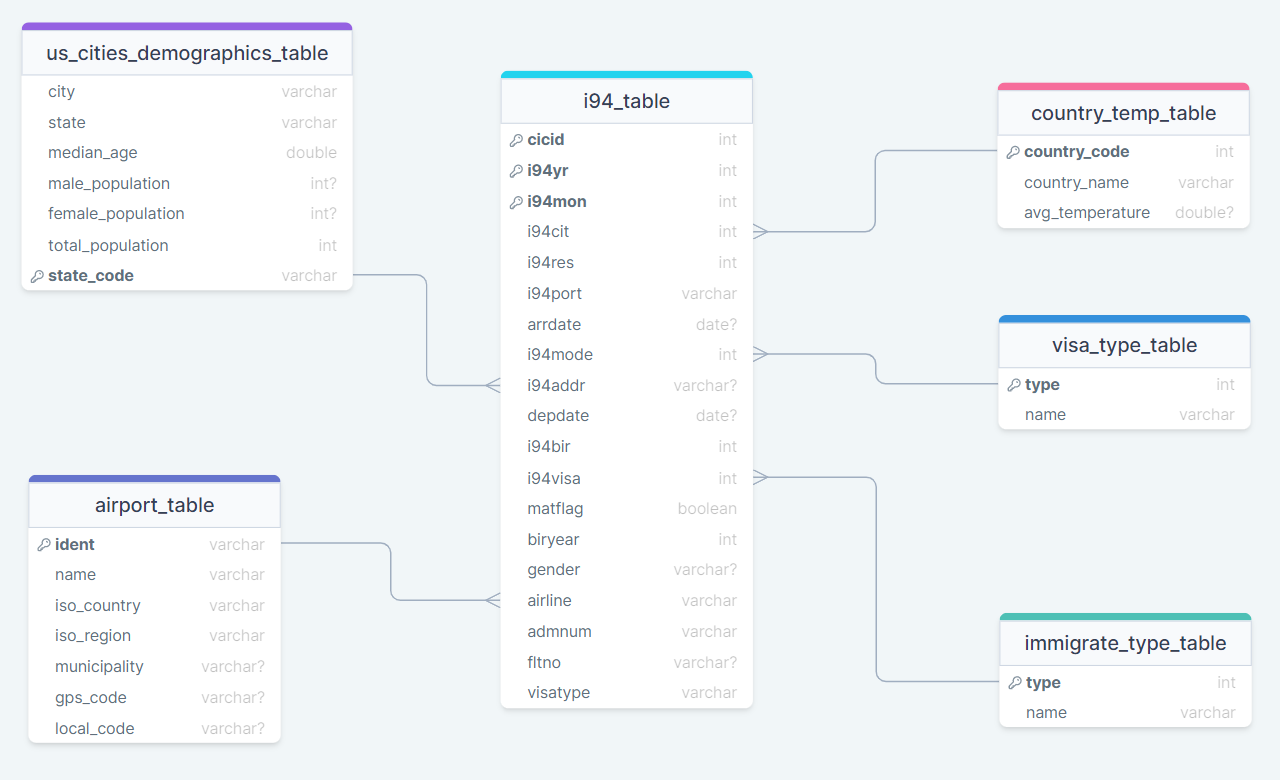 us_cities_demographics_table
city varchar
state varchar
median_age double
male_population int?
female_population int?
total_population int
state_code varchar
airport_table
ident varchar
name varchar
iso_country varchar
iso_region varchar
municipality varchar?
gps_code varchar?
local_code varchar?
i94_table
cicid int
i94yr int
i94mon int
i94cit int
i94res int
i94port varchar
arrdate date?
i94mode int
i94addr varchar?
depdate date?
i94bir int
i94visa int
matflag boolean
biryear int
gender varchar?
airline varchar
admnum varchar
fltno varchar?
visatype varchar
country_temp_table
country_code int
country_name varchar
avg_temperature double?
visa_type_table
type int
name varchar
immigrate_type_table
type int
name varchar